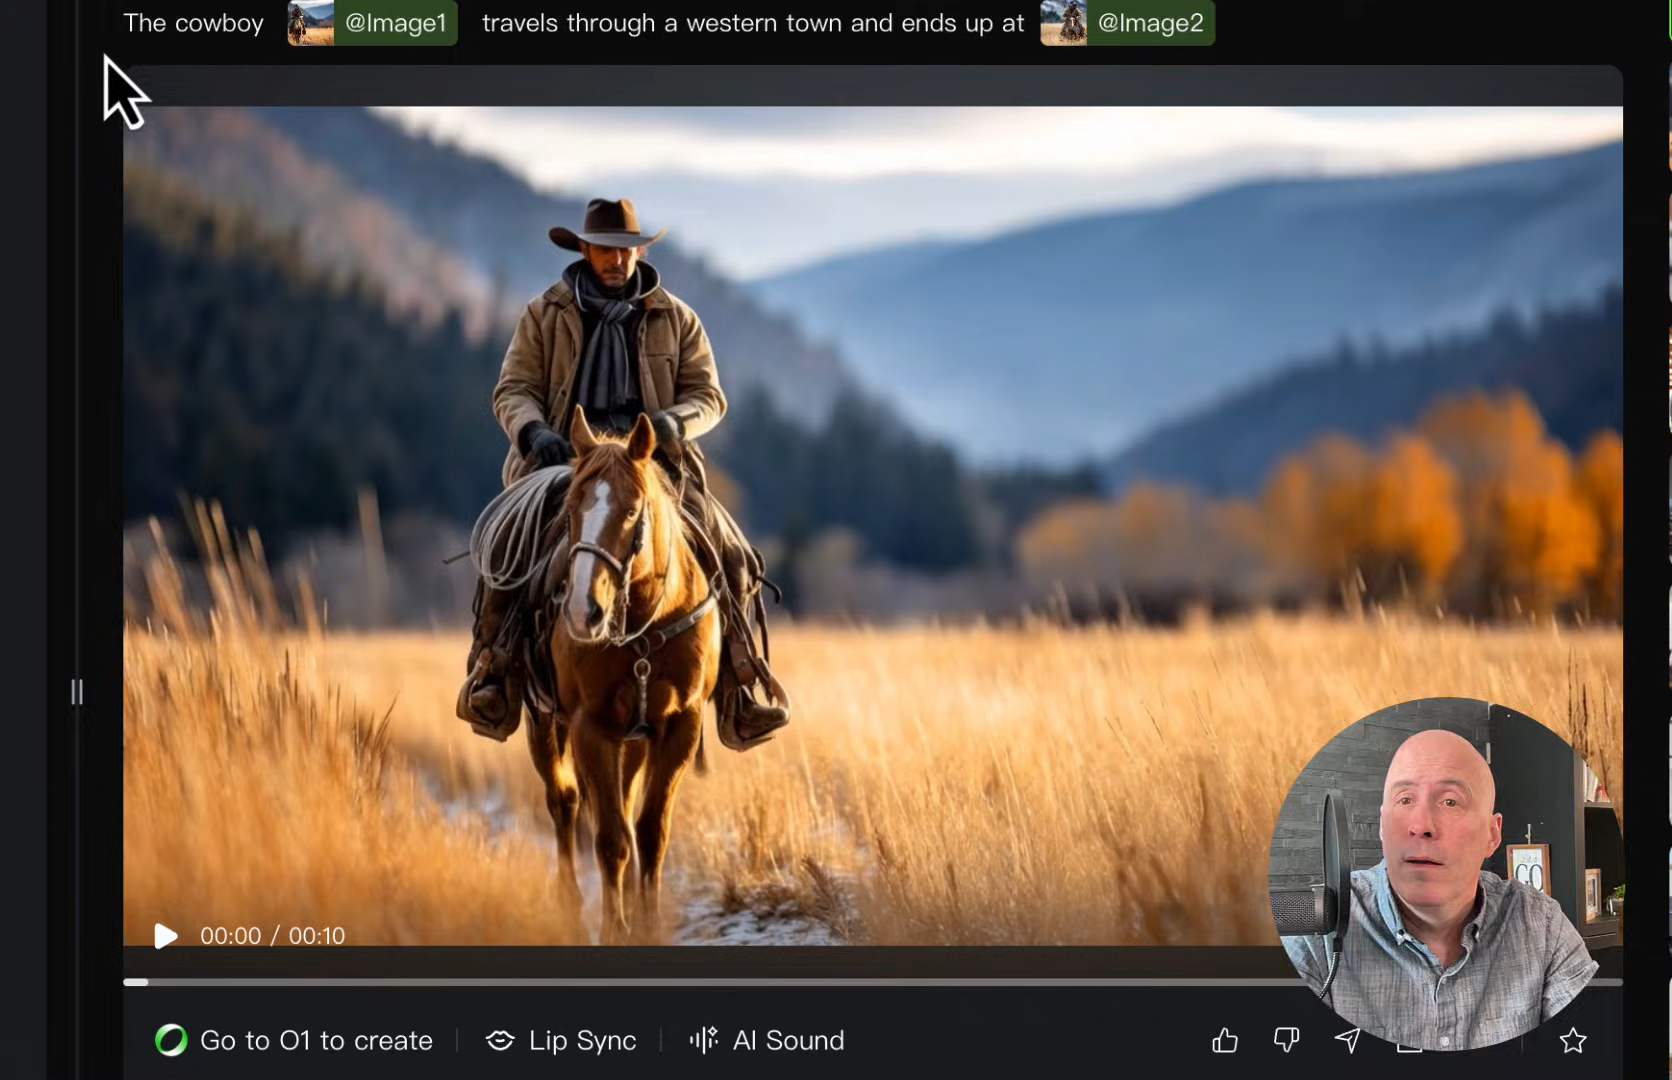 The cowboy @Image1 travels through a western town and ends up at @Image2
00:00 / 00:10
Go to O1 to create | Lip Sync | AI Sound
CO